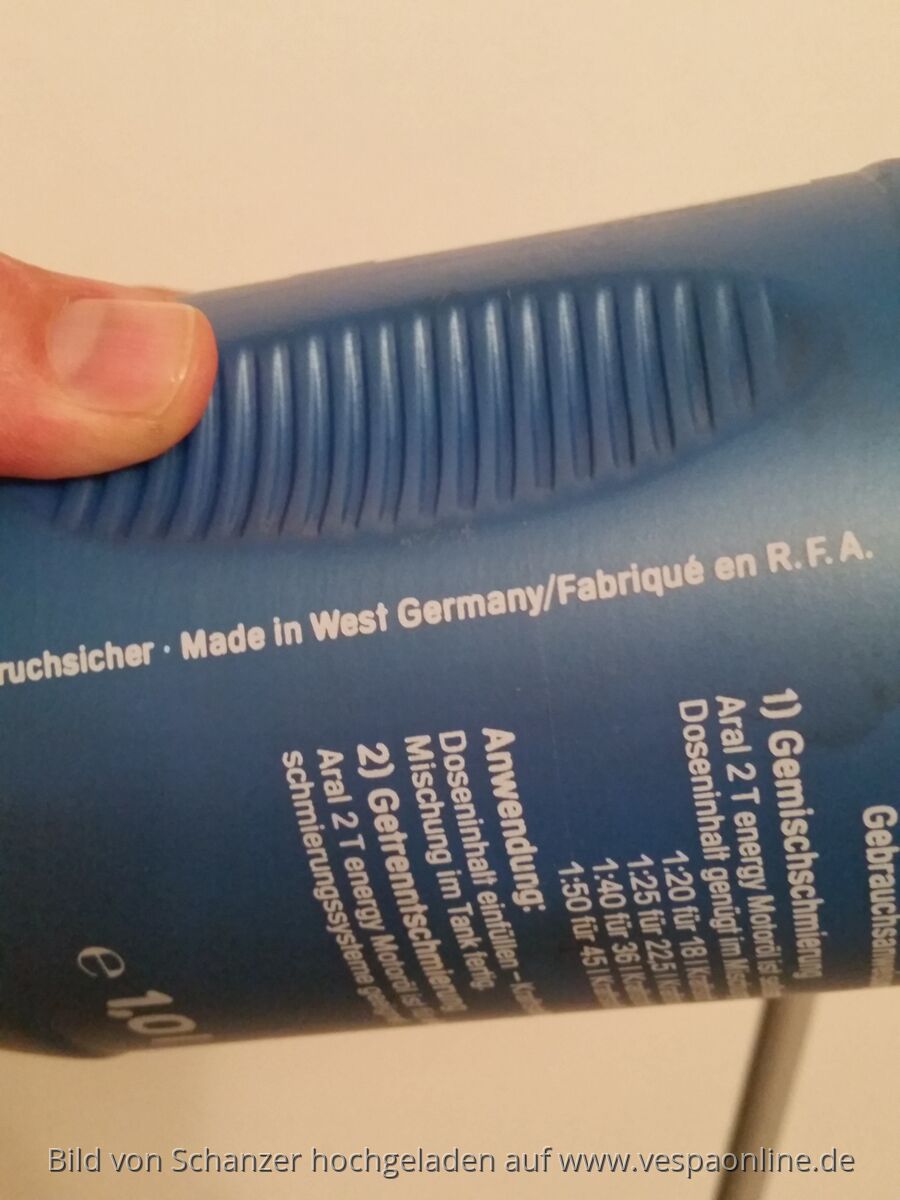 ruchsicher · Made in West Germany/Fabriqué en R.F.A.
1) Gemischschmierung
Aral 2 T energy Motoröl ist
Doseninhalt genügt im
1:20 für 18 l
1:25 für 22,5 l
1:40 für 36 l
1:50 für 45 l
Anwendung:
Doseninhalt einfüllen -
Mischung im Tank fertig.
2) Getrenntschmierung
Aral 2 T energy Motoröl ist
schmierungssysteme
e 1,0 l
Bild von Schanzer hochgeladen auf www.vespaonline.de